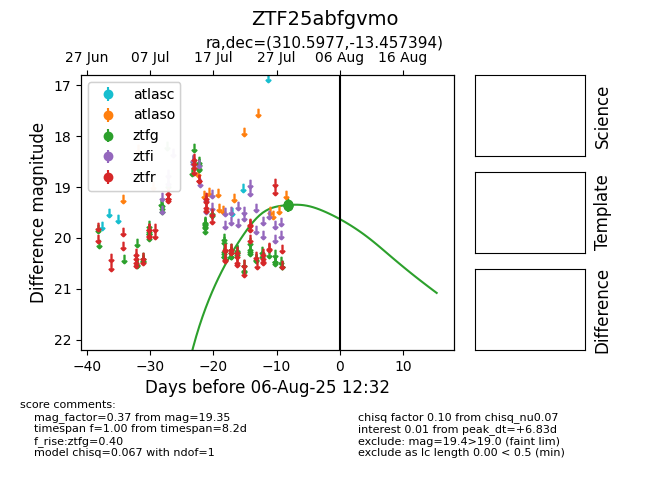 ZTF25abfgvmo
ra,dec=(310.5977,-13.457394)
27 Jun 07 Jul 17 Jul 27 Jul 06 Aug 16 Aug
17
18
19
20
21
22
Difference magnitude
atlasc
atlaso
ztfg
ztfi
ztfr
−40 −30 −20 −10 0 10
Days before 06-Aug-25 12:32
Science
Template
Difference
score comments:
mag_factor=0.37 from mag=19.35
timespan f=1.00 from timespan=8.2d
f_rise:ztfg=0.40
model chisq=0.067 with ndof=1
chisq factor 0.10 from chisq_nu0.07
interest 0.01 from peak_dt=+6.83d
exclude: mag=19.4>19.0 (faint lim)
exclude as lc length 0.00 < 0.5 (min)